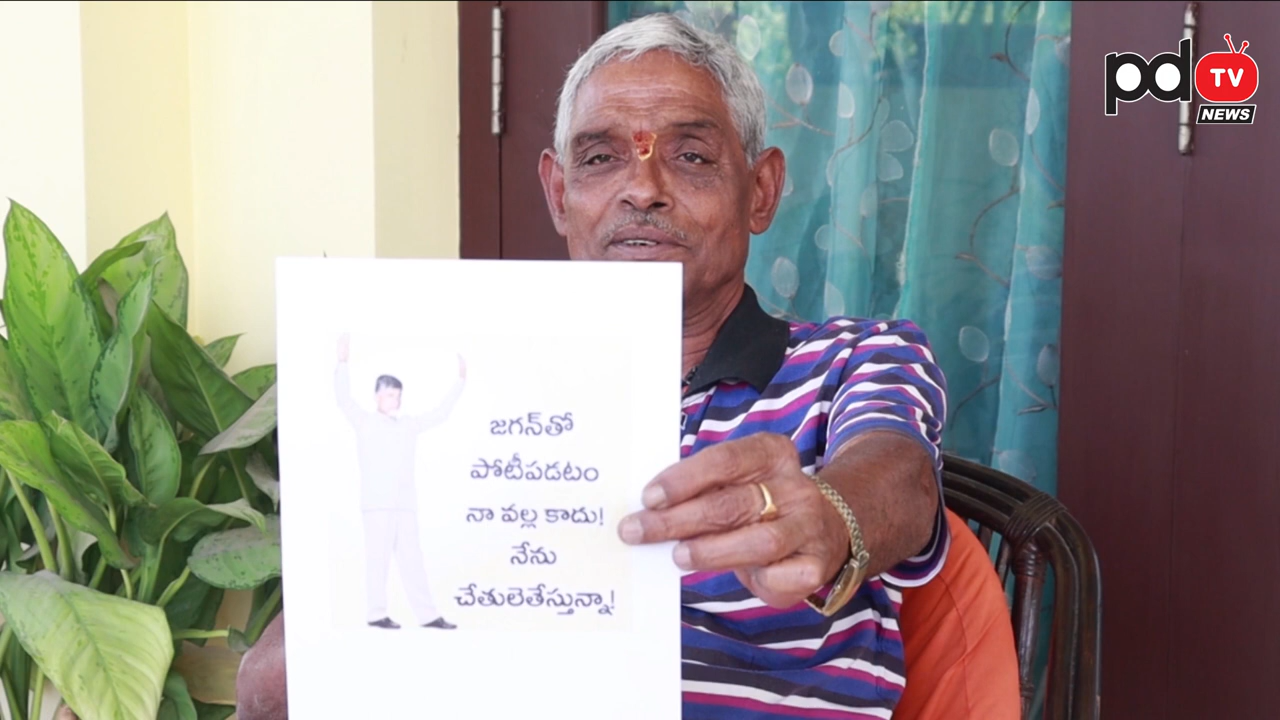 pd TV
NEWS
జగన్‌తో
పోటీపడటం
నా వల్ల కాదు!
నేను
చేతులెతేస్తున్నా!